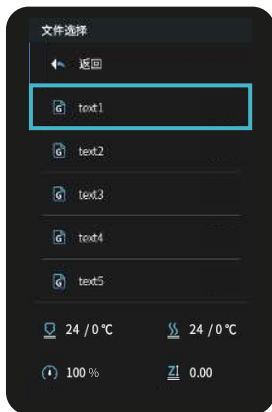 文件选择
返回
G text1
G text2
G text3
G text4
G text5
24 / 0 ℃ 24 / 0 ℃
100 % Z 0.00